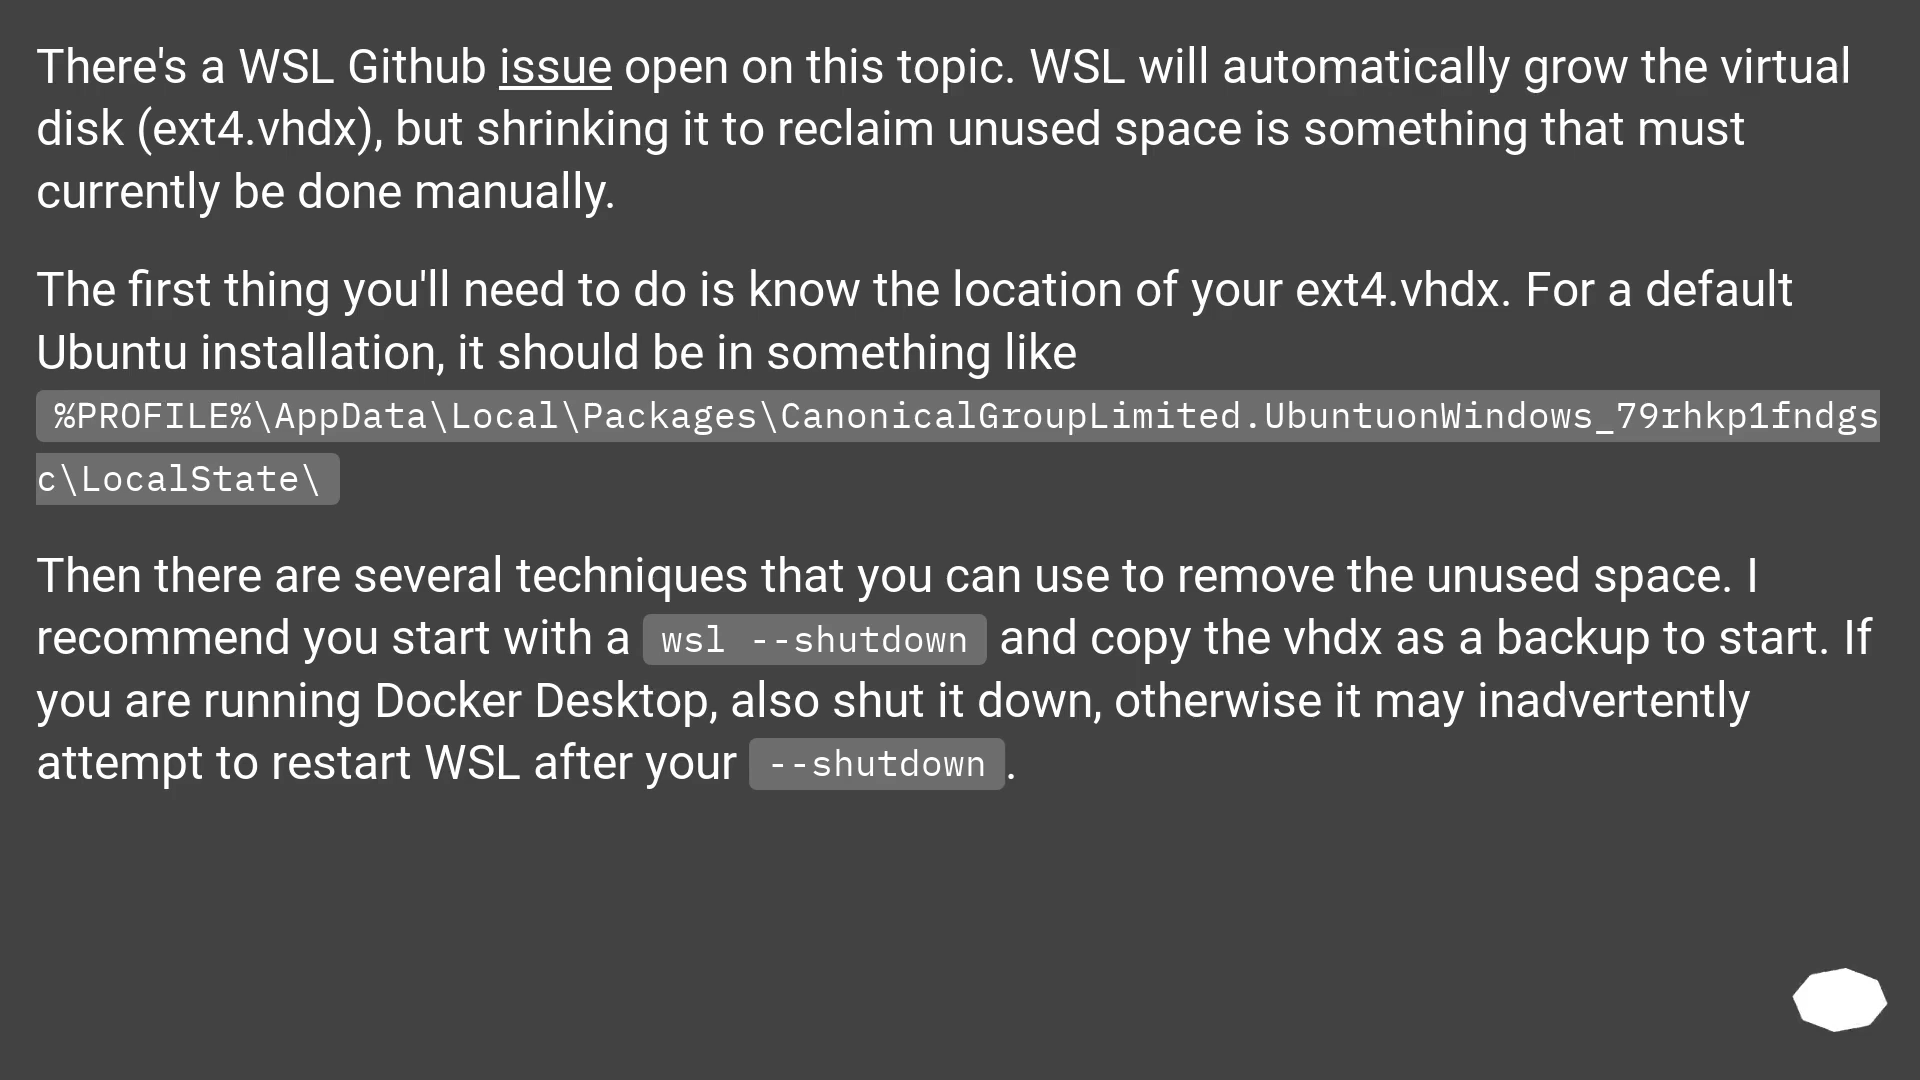 There's a WSL Github issue open on this topic. WSL will automatically grow the virtual
disk (ext4.vhdx), but shrinking it to reclaim unused space is something that must
currently be done manually.
The first thing you'll need to do is know the location of your ext4.vhdx. For a default
Ubuntu installation, it should be in something like
%PROFILE%\AppData\Local\Packages\CanonicalGroupLimited.UbuntuonWindows_79rhkp1fndgs
c\LocalState\
Then there are several techniques that you can use to remove the unused space. I
recommend you start with a wsl --shutdown and copy the vhdx as a backup to start. If
you are running Docker Desktop, also shut it down, otherwise it may inadvertently
attempt to restart WSL after your --shutdown.